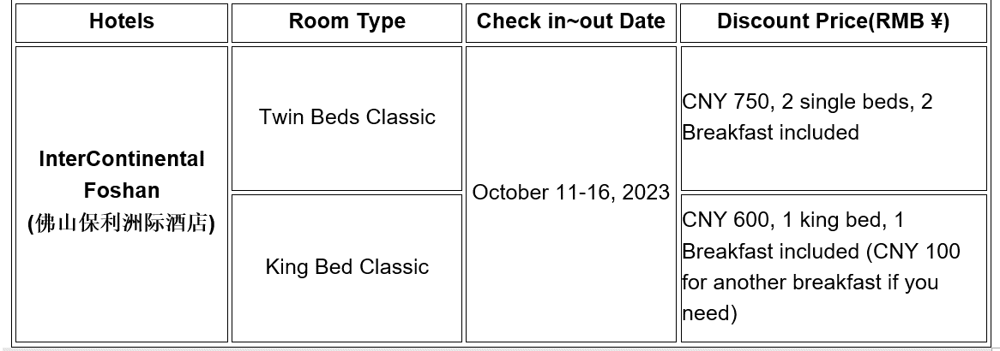 Hotels
Room Type
Check in~out Date
Discount Price(RMB ¥)
InterContinental
Foshan
(佛山保利洲际酒店)
Twin Beds Classic
October 11-16, 2023
CNY 750, 2 single beds, 2
Breakfast included
King Bed Classic
CNY 600, 1 king bed, 1
Breakfast included (CNY 100
for another breakfast if you
need)